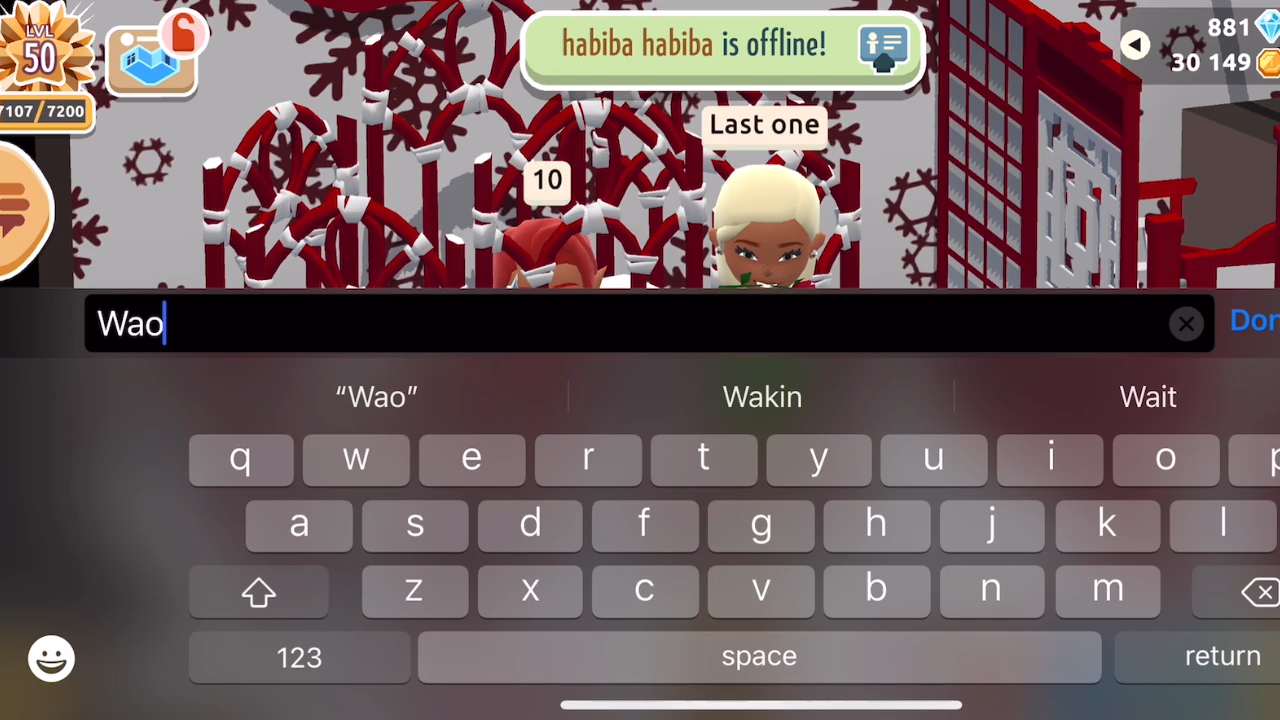 LVL
50
7107/7200
habiba habiba is offline!
881
30 149
Last one
10
Wao
Don
“Wao”
Wakin
Wait
q w e r t y u i o p
a s d f g h j k l
z x c v b n m
123
space
return